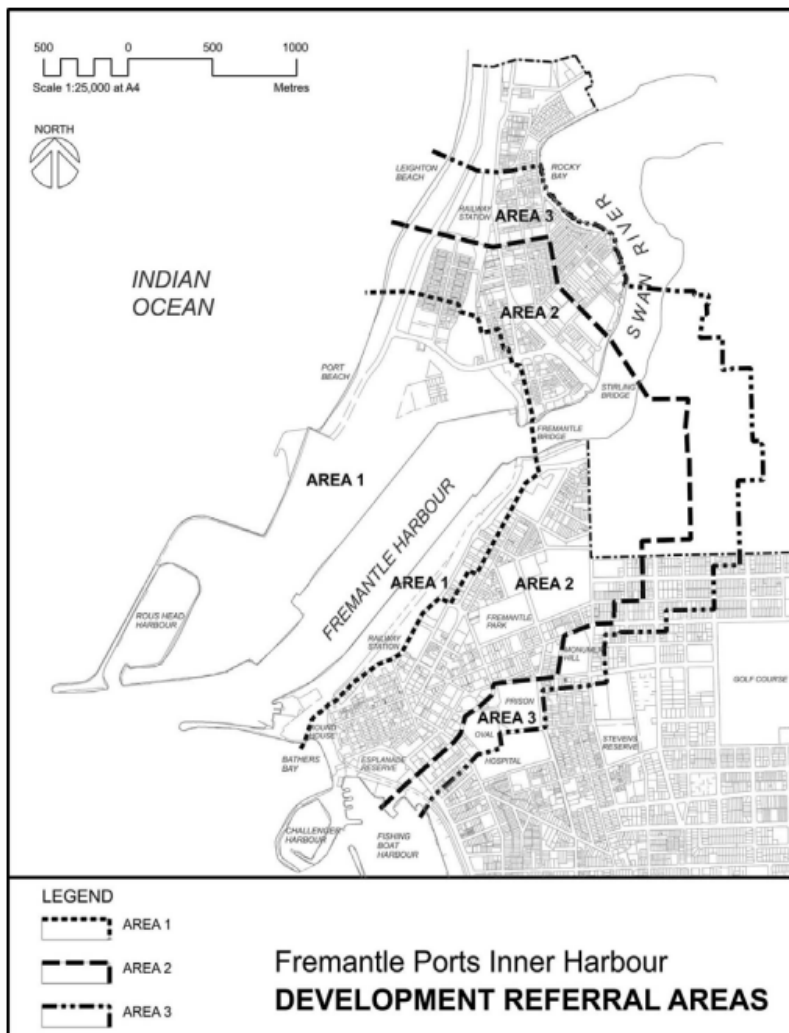 500
0
500
1000
Scale 1:25,000 at A4
Metres
NORTH
LEIGHTON
BEACH
ROCKY
BAY
RAILWAY
STATION
AREA 3
SWAN RIVER
INDIAN
OCEAN
AREA 2
PORT
BEACH
STIRLING
BRIDGE
FREMANTLE
BRIDGE
AREA 1
FREMANTLE HARBOUR
AREA 1
AREA 2
ROUS HEAD
HARBOUR
FREMANTLE
PARK
RAILWAY
STATION
MONUMENT
HILL
GOLF COURSE
PRISON
AREA 3
OVAL
ROUND
HOUSE
STEVENS
RESERVE
BATHERS
BAY
ESPLANADE
RESERVE
HOSPITAL
CHALLENGER
HARBOUR
FISHING
BOAT
HARBOUR
LEGEND
AREA 1
AREA 2
AREA 3
Fremantle Ports Inner Harbour
DEVELOPMENT REFERRAL AREAS